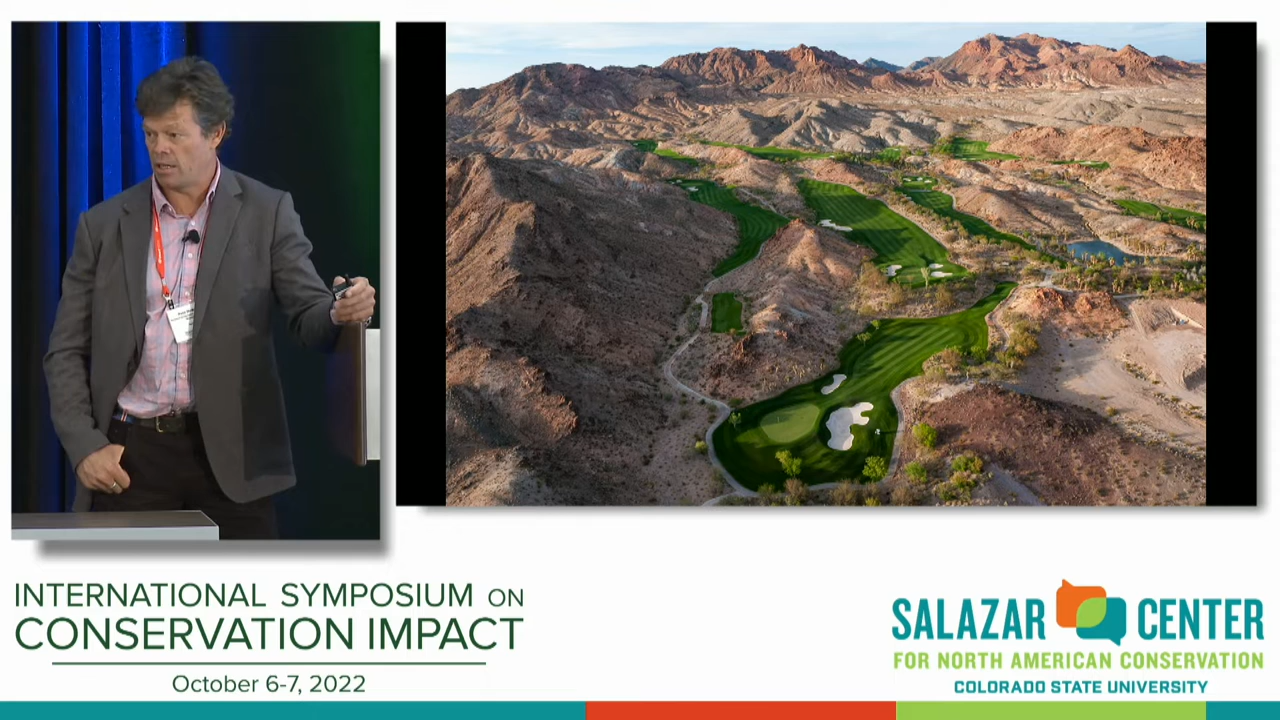 INTERNATIONAL SYMPOSIUM ON
CONSERVATION IMPACT
October 6-7, 2022
SALAZAR CENTER
FOR NORTH AMERICAN CONSERVATION
COLORADO STATE UNIVERSITY